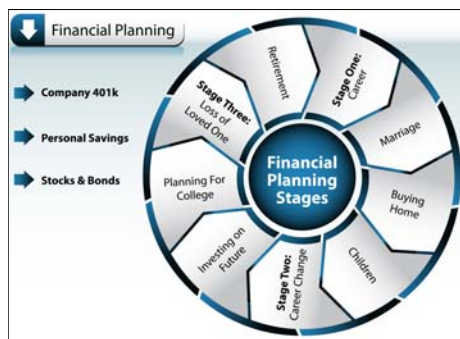 Financial Planning
Company 401k
Personal Savings
Stocks & Bonds
Financial
Planning
Stages
Stage One:
Career
Marriage
Buying
Home
Children
Stage Two:
Career Change
Investing on
Future
Planning For
College
Stage Three:
Loss of
Loved One
Retirement